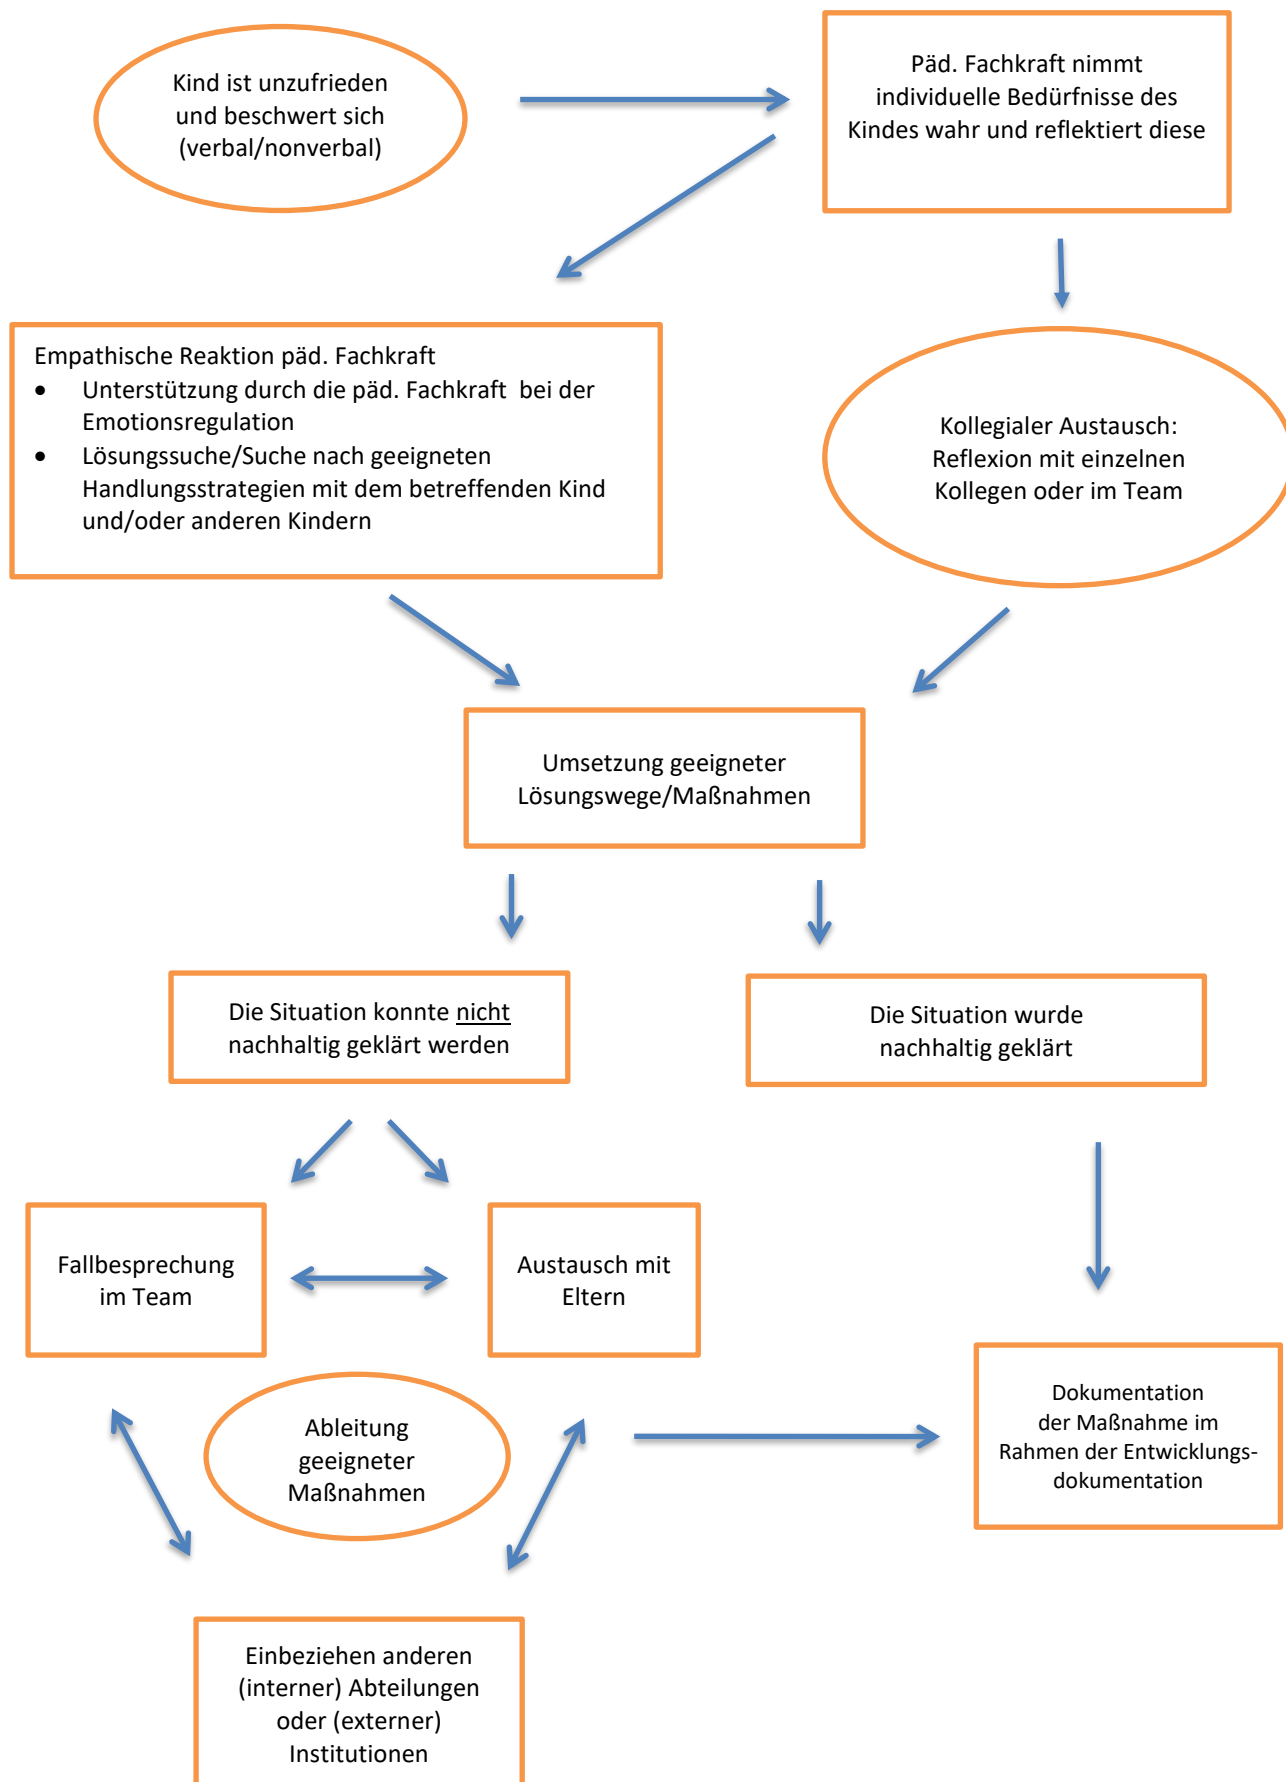 Kind ist unzufrieden
und beschwert sich
(verbal/nonverbal)
Päd. Fachkraft nimmt
individuelle Bedürfnisse des
Kindes wahr und reflektiert diese
Empathische Reaktion päd. Fachkraft
• Unterstützung durch die päd. Fachkraft bei der
Emotionsregulation
• Lösungssuche/Suche nach geeigneten
Handlungsstrategien mit dem betreffenden Kind
und/oder anderen Kindern
Kollegialer Austausch:
Reflexion mit einzelnen
Kollegen oder im Team
Umsetzung geeigneter
Lösungswege/Maßnahmen
Die Situation konnte nicht
nachhaltig geklärt werden
Die Situation wurde
nachhaltig geklärt
Fallbesprechung
im Team
Austausch mit
Eltern
Ableitung
geeigneter
Maßnahmen
Dokumentation
der Maßnahme im
Rahmen der Entwicklungs-
dokumentation
Einbeziehen anderen
(interner) Abteilungen
oder (externer)
Institutionen